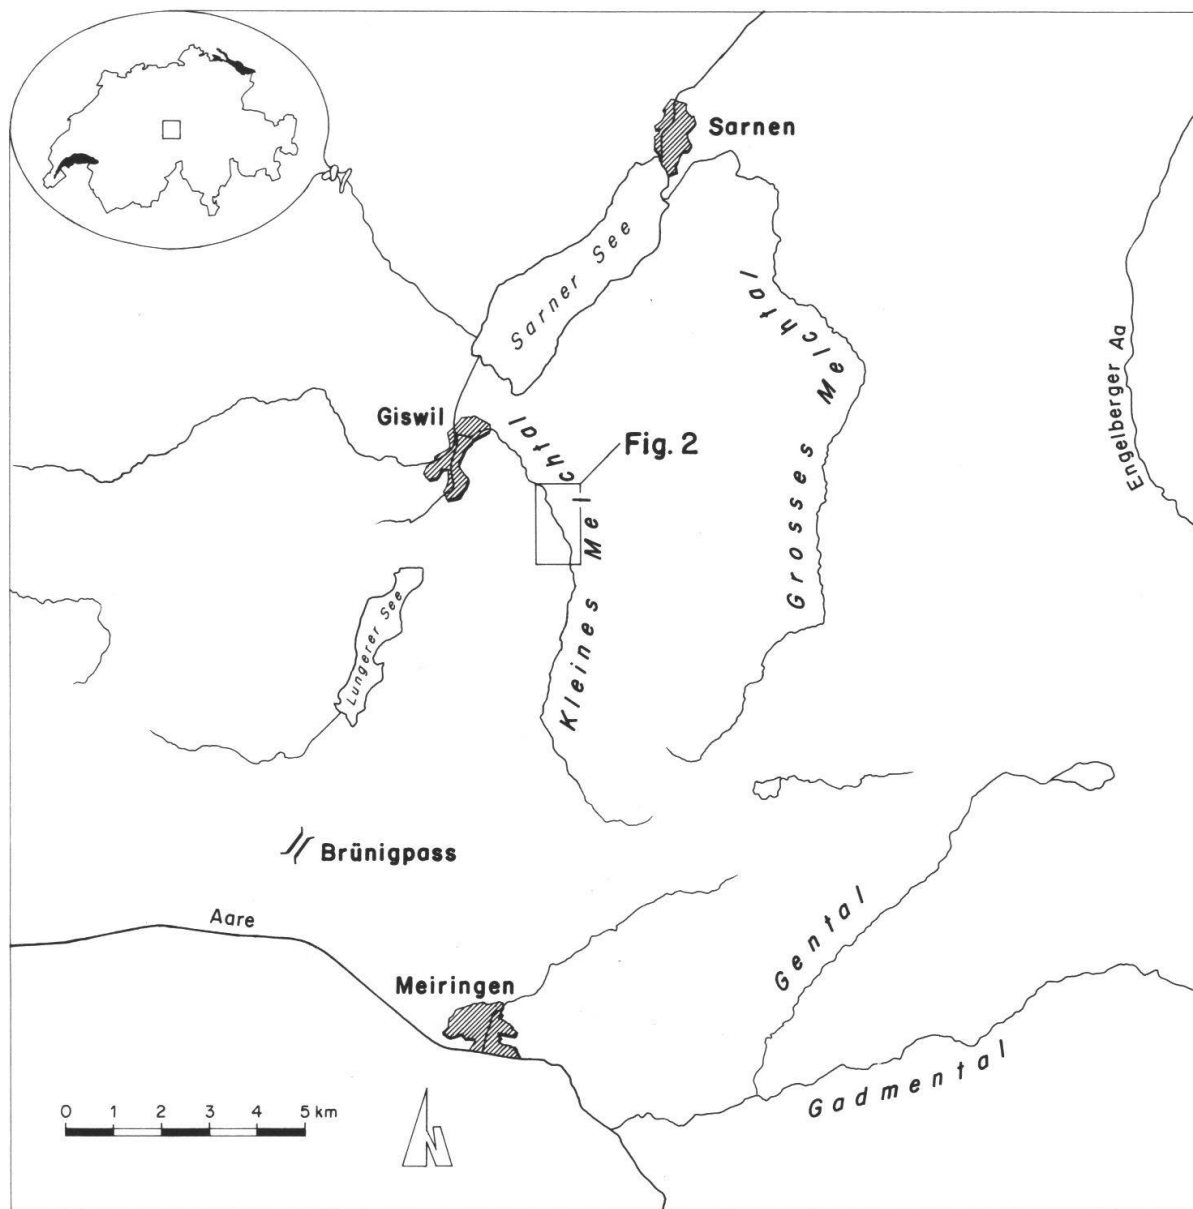 Sarnen
Sarner See
Grosses Melchtal
Engelberger Aa
Giswil
Fig. 2
Kleines Melchtal
Lungerer See
Brünigpass
Aare
Gental
Meiringen
Gadmental
0 1 2 3 4 5 km
N